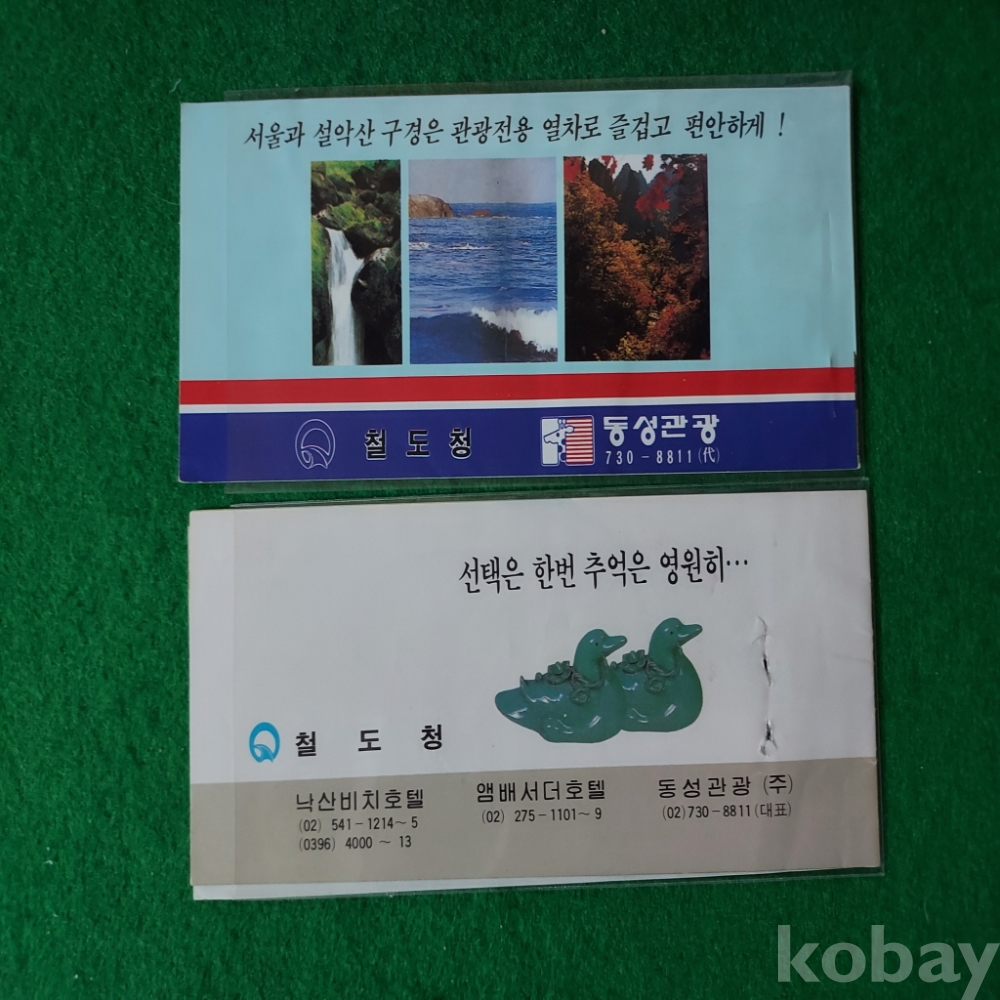 서울과 설악산 구경은 관광전용 열차로 즐겁고 편안하게 !
철도청
동성관광
730-8811(代)
선택은 한번 추억은 영원히…
철도청
낙산비치호텔
(02) 541-1214~5
(0396) 4000 ~ 13
앰배서더호텔
(02) 275-1101~9
동성관광 (주)
(02)730-8811(대표)
kobay